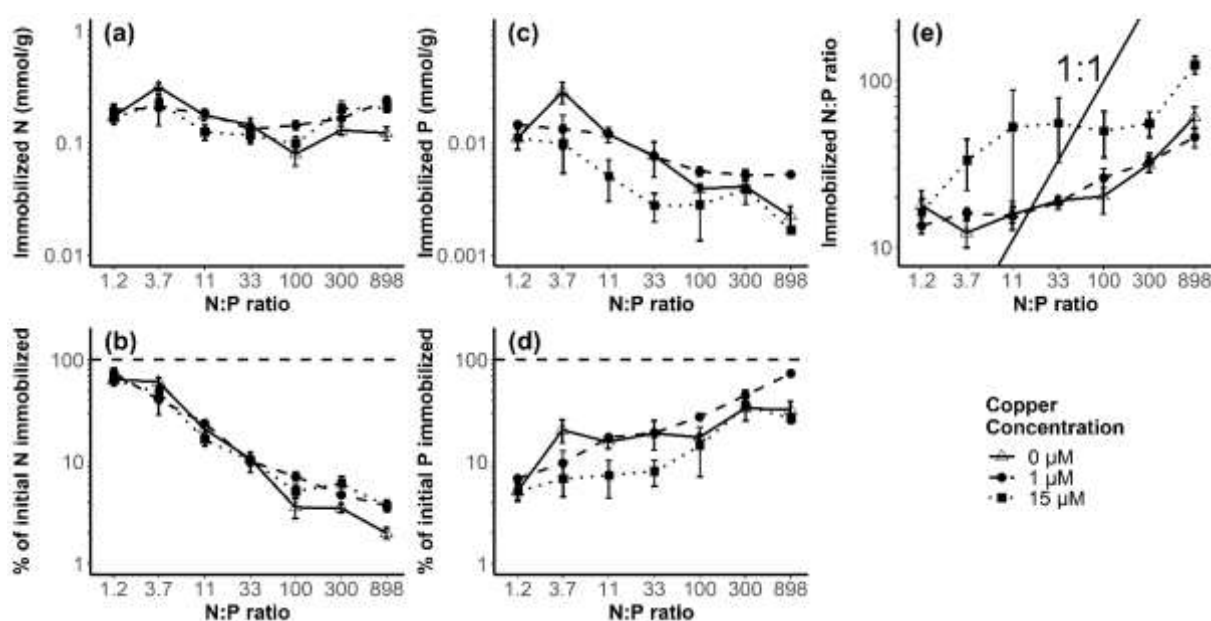 (a)
Immobilized N (mmol/g)
1
0.1
0.01
1.2 3.7 11 33 100 300 898
N:P ratio
(c)
Immobilized P (mmol/g)
0.01
0.001
1.2 3.7 11 33 100 300 898
N:P ratio
(e)
1:1
Immobilized N:P ratio
100
10
1.2 3.7 11 33 100 300 898
N:P ratio
(b)
% of initial N immobilized
100
10
1
1.2 3.7 11 33 100 300 898
N:P ratio
(d)
% of initial P immobilized
100
10
1
1.2 3.7 11 33 100 300 898
N:P ratio
Copper
Concentration
0 µM
1 µM
15 µM